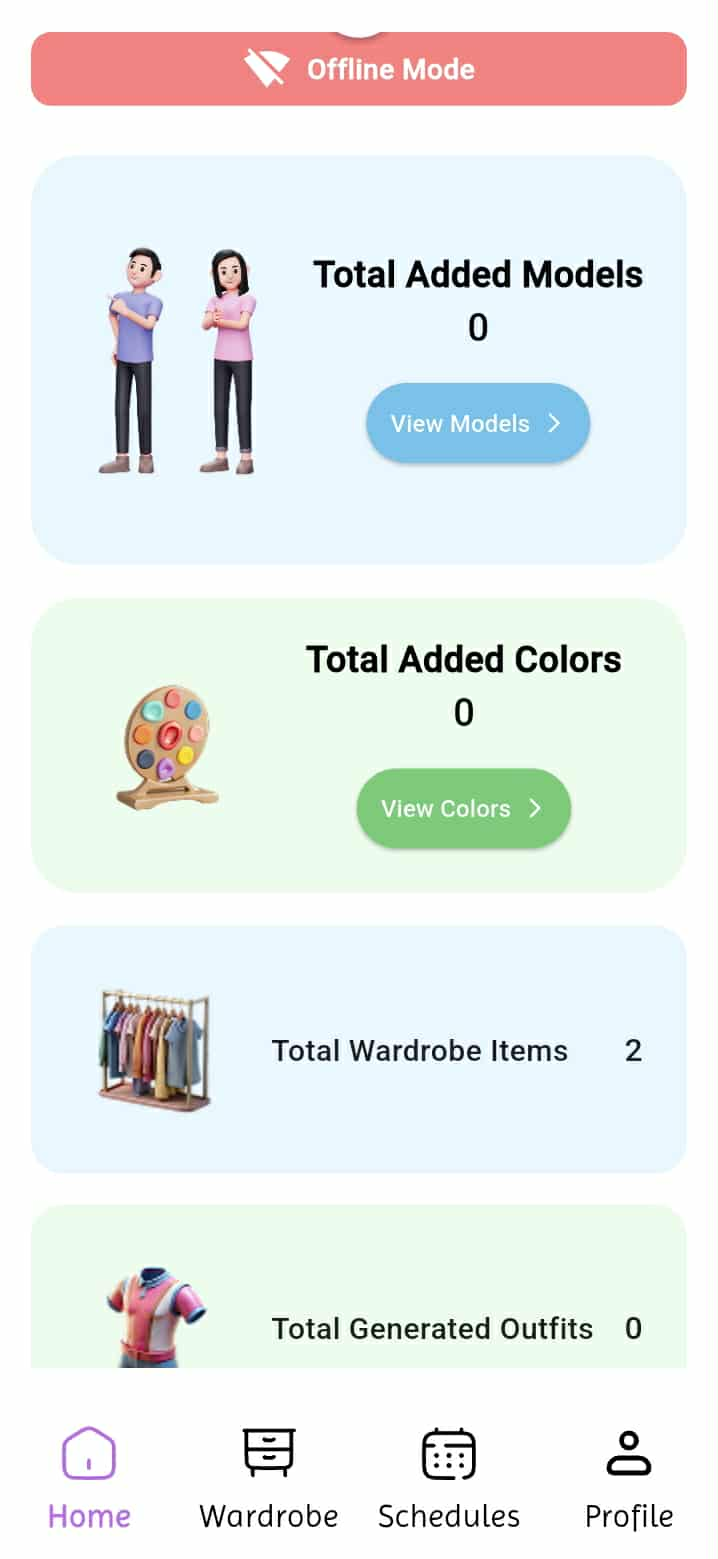 Offline Mode
Total Added Models
0
View Models
Total Added Colors
0
View Colors
Total Wardrobe Items 2
Total Generated Outfits 0
Home Wardrobe Schedules Profile